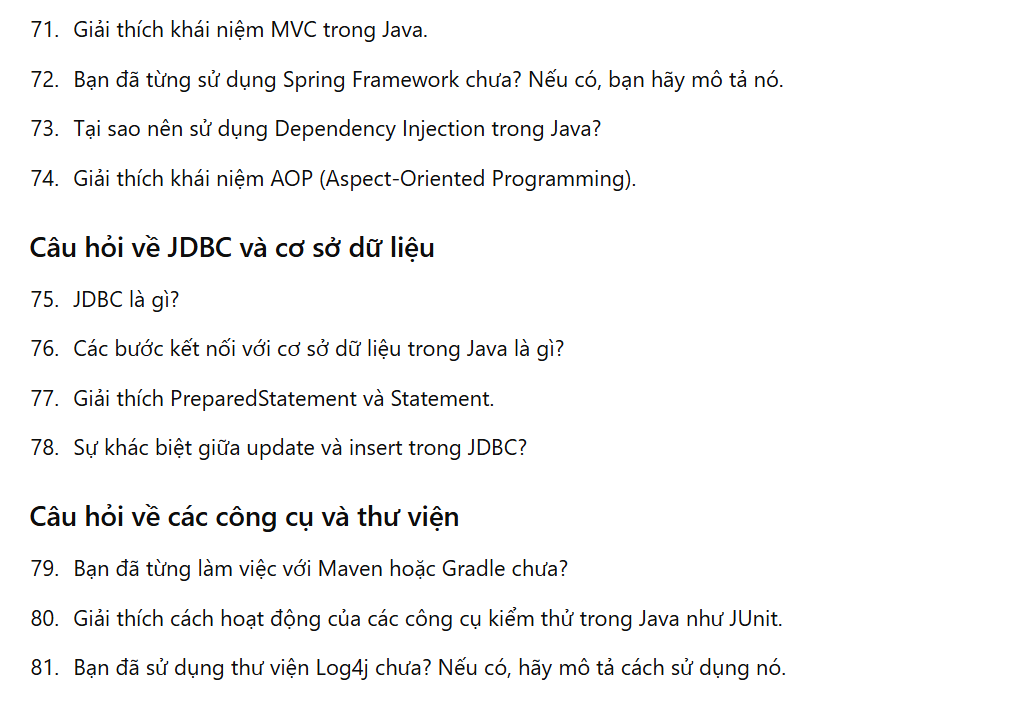 71. Giải thích khái niệm MVC trong Java.
72. Bạn đã từng sử dụng Spring Framework chưa? Nếu có, bạn hãy mô tả nó.
73. Tại sao nên sử dụng Dependency Injection trong Java?
74. Giải thích khái niệm AOP (Aspect-Oriented Programming).
Câu hỏi về JDBC và cơ sở dữ liệu
75. JDBC là gì?
76. Các bước kết nối với cơ sở dữ liệu trong Java là gì?
77. Giải thích PreparedStatement và Statement.
78. Sự khác biệt giữa update và insert trong JDBC?
Câu hỏi về các công cụ và thư viện
79. Bạn đã từng làm việc với Maven hoặc Gradle chưa?
80. Giải thích cách hoạt động của các công cụ kiểm thử trong Java như JUnit.
81. Bạn đã sử dụng thư viện Log4j chưa? Nếu có, hãy mô tả cách sử dụng nó.